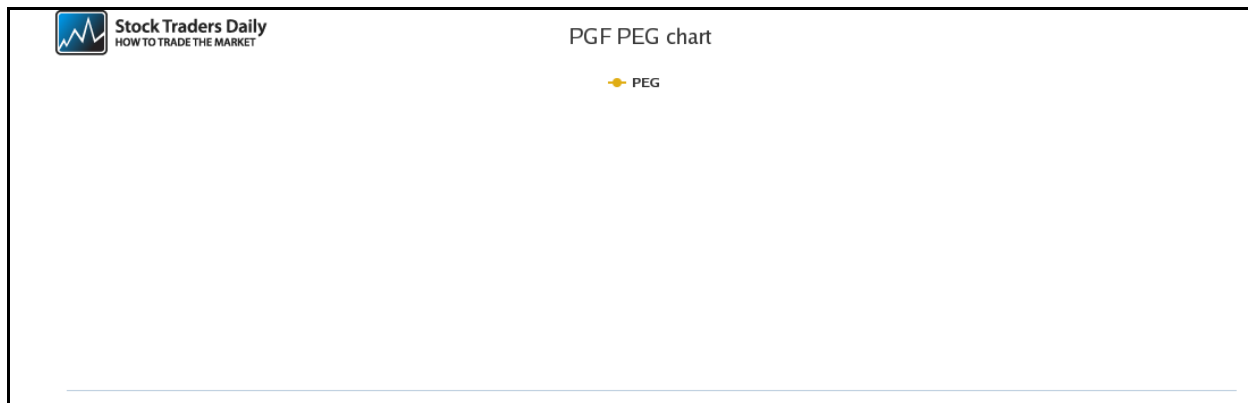 Stock Traders Daily
HOW TO TRADE THE MARKET
PGF PEG chart
PEG